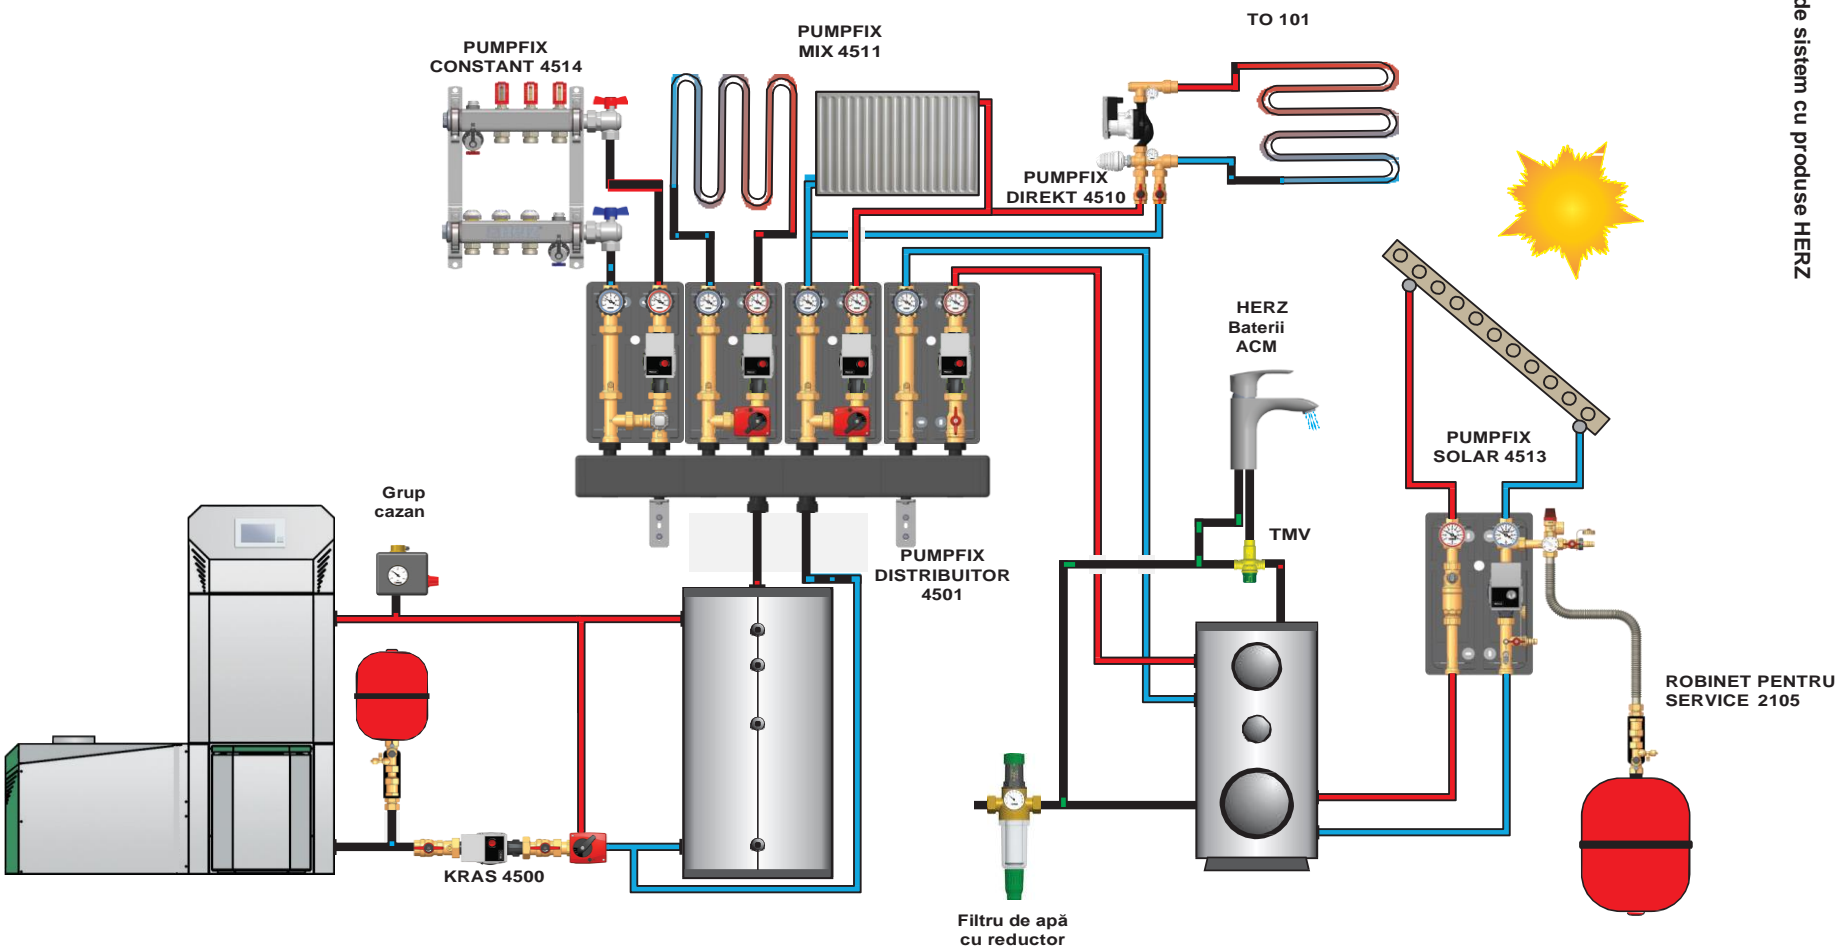 PUMPFIX
CONSTANT 4514
PUMPFIX
MIX 4511
TO 101
de sistem cu produse HERZ
PUMPFIX
DIREKT 4510
HERZ
Baterii
ACM
PUMPFIX
SOLAR 4513
Grup
cazan
TMV
PUMPFIX
DISTRIBUITOR
4501
ROBINET PENTRU
SERVICE 2105
KRAS 4500
Filtru de apă
cu reductor